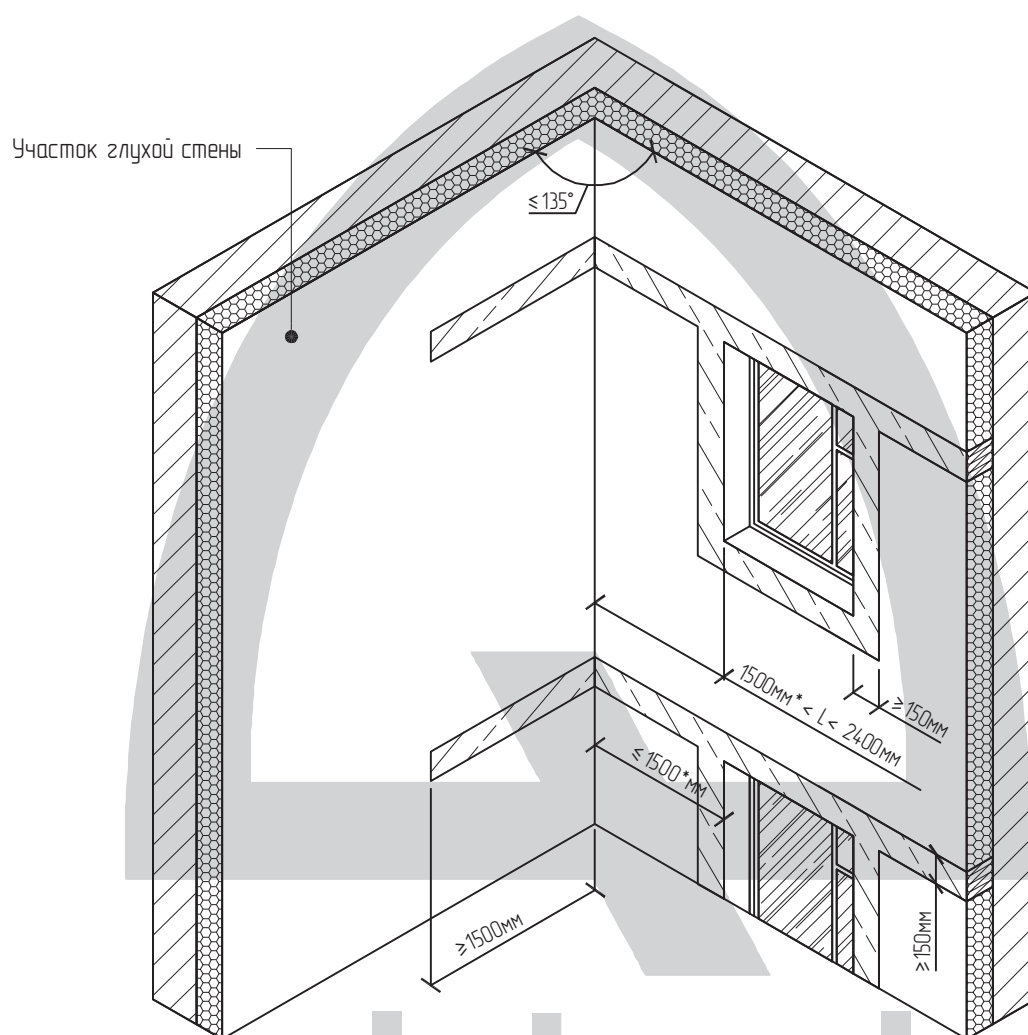 Участок глухой стены
≤135°
1500мм* < L < 2400мм
≥150мм
≤ 1500*мм
≥1500мм
≥150мм